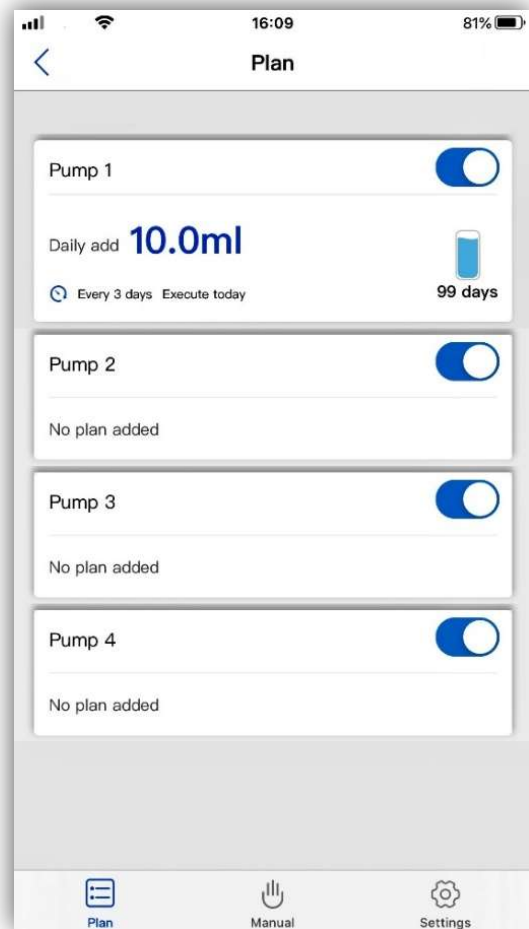 16:09 81%
Plan
Pump 1
Daily add 10.0ml
Every 3 days Execute today
99 days
Pump 2
No plan added
Pump 3
No plan added
Pump 4
No plan added
Plan Manual Settings